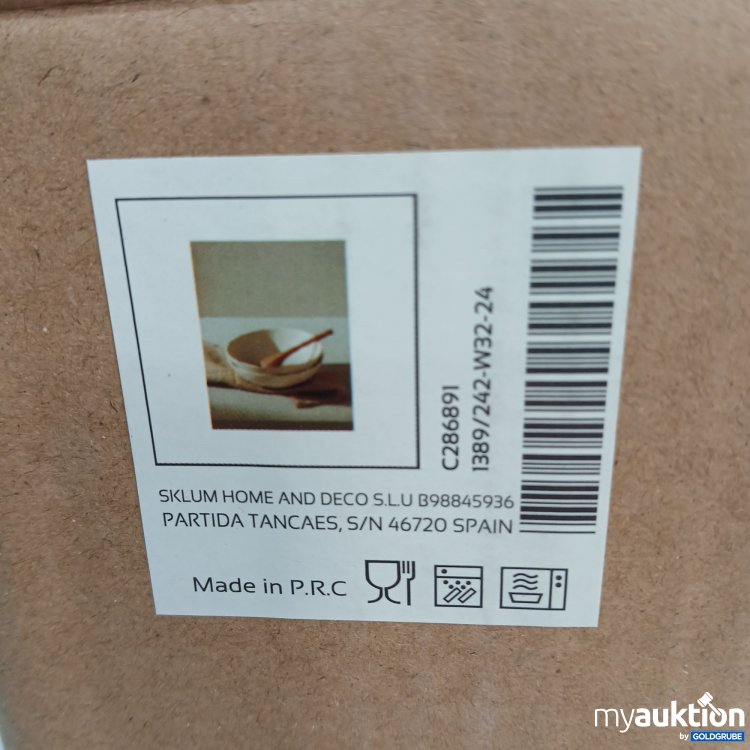 C286891
1389/242-W32-24
SKLUM HOME AND DECO S.L.U B98845936
PARTIDA TANCAES, S/N 46720 SPAIN
Made in P.R.C
myauktion
by GOLDGRUBE